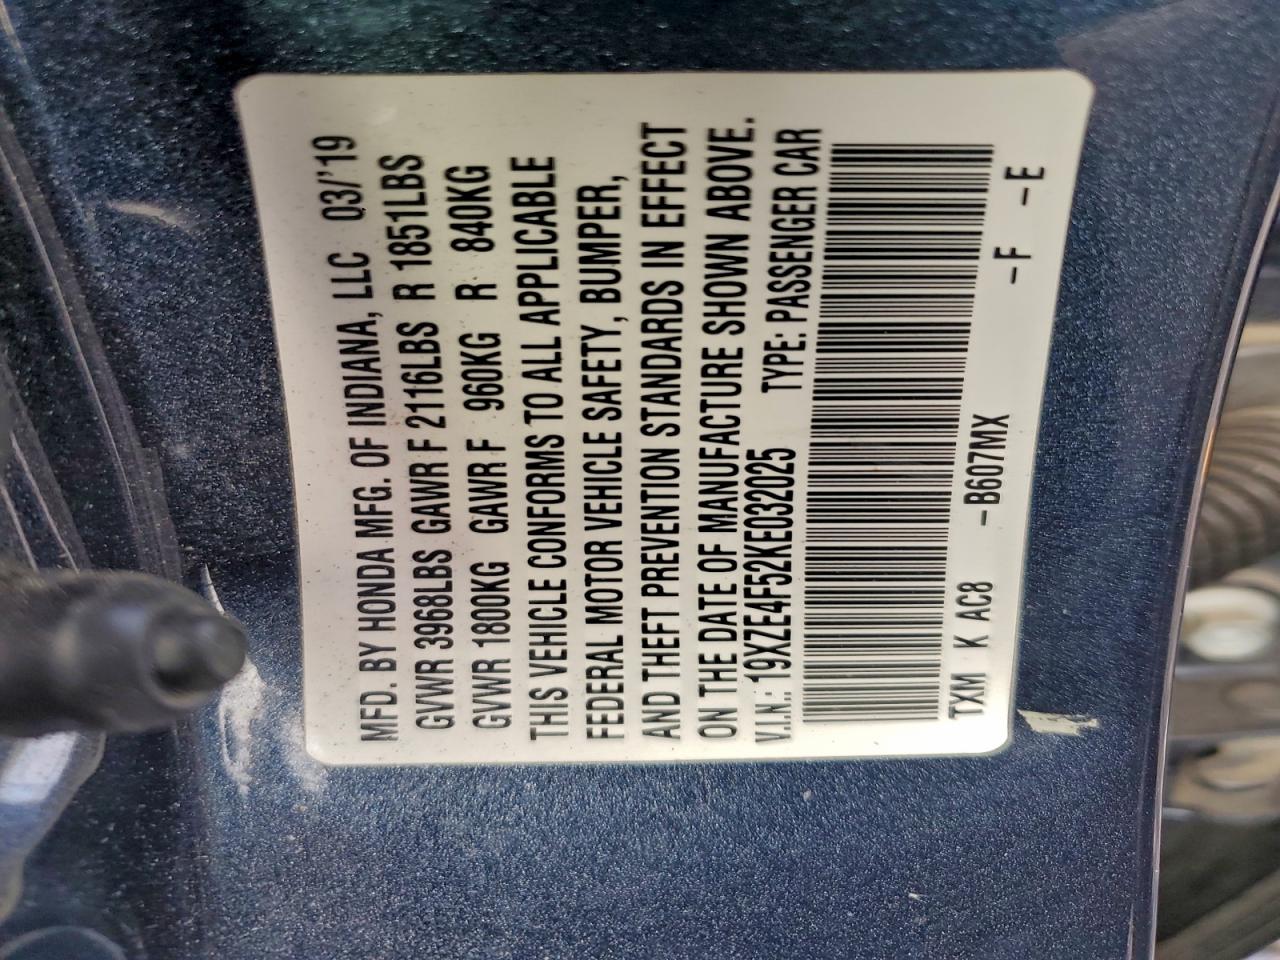 MFD. BY HONDA MFG. OF INDIANA, LLC 03/'19
GVWR 3968LBS GAWR F 2116LBS R 1851LBS
GVWR 1800KG GAWR F 960KG R 840KG
THIS VEHICLE CONFORMS TO ALL APPLICABLE
FEDERAL MOTOR VEHICLE SAFETY, BUMPER,
AND THEFT PREVENTION STANDARDS IN EFFECT
ON THE DATE OF MANUFACTURE SHOWN ABOVE.
V.I.N.: 19XZE4F52KE032025 TYPE: PASSENGER CAR
TXM K AC8 -B607MX -F -E